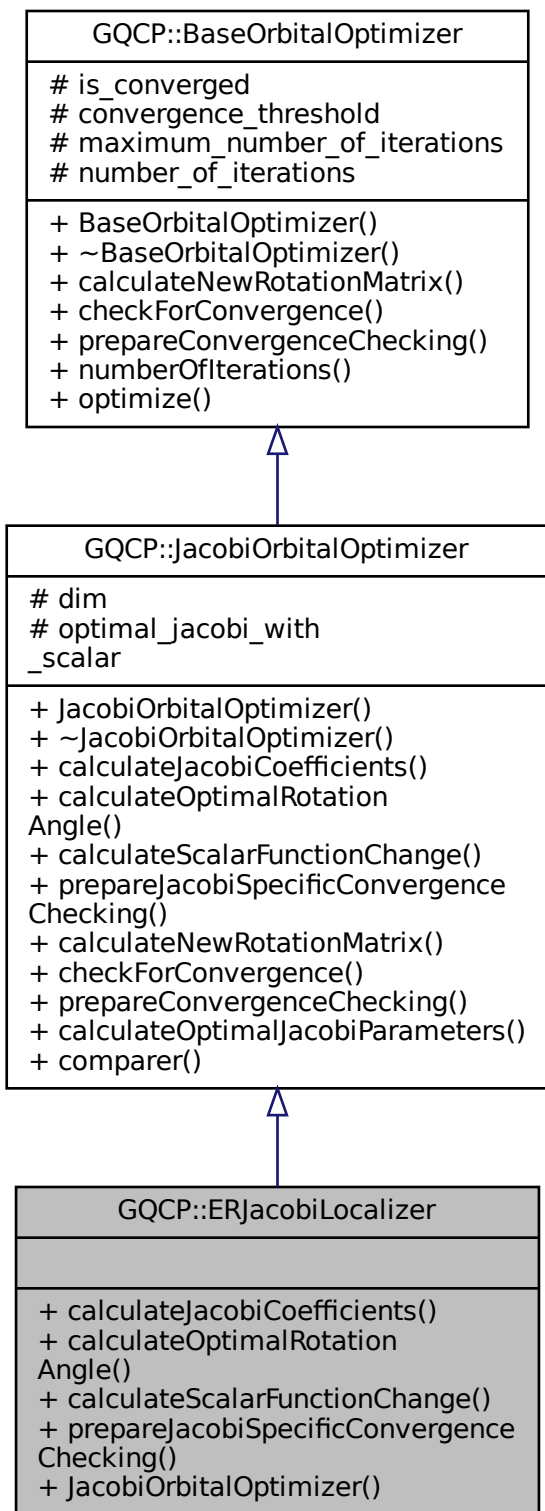 GQCP::BaseOrbitalOptimizer
# is_converged
# convergence_threshold
# maximum_number_of_iterations
# number_of_iterations
+ BaseOrbitalOptimizer()
+ ~BaseOrbitalOptimizer()
+ calculateNewRotationMatrix()
+ checkForConvergence()
+ prepareConvergenceChecking()
+ numberOfIterations()
+ optimize()
GQCP::JacobiOrbitalOptimizer
# dim
# optimal_jacobi_with
_scalar
+ JacobiOrbitalOptimizer()
+ ~JacobiOrbitalOptimizer()
+ calculateJacobiCoefficients()
+ calculateOptimalRotation
Angle()
+ calculateScalarFunctionChange()
+ prepareJacobiSpecificConvergence
Checking()
+ calculateNewRotationMatrix()
+ checkForConvergence()
+ prepareConvergenceChecking()
+ calculateOptimalJacobiParameters()
+ comparer()
GQCP::ERJacobiLocalizer
+ calculateJacobiCoefficients()
+ calculateOptimalRotation
Angle()
+ calculateScalarFunctionChange()
+ prepareJacobiSpecificConvergence
Checking()
+ JacobiOrbitalOptimizer()